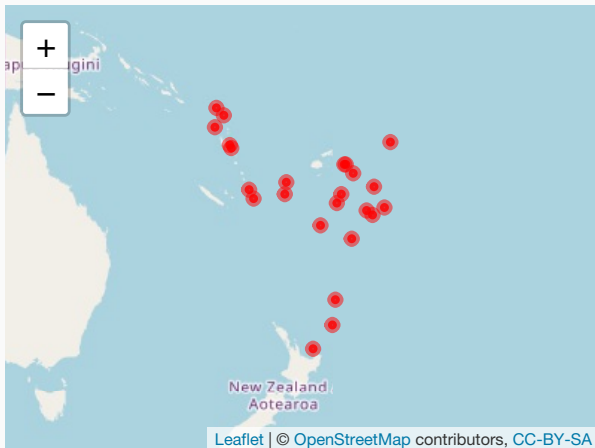 +
−
New Zealand
Aotearoa
Leaflet | © OpenStreetMap contributors, CC-BY-SA